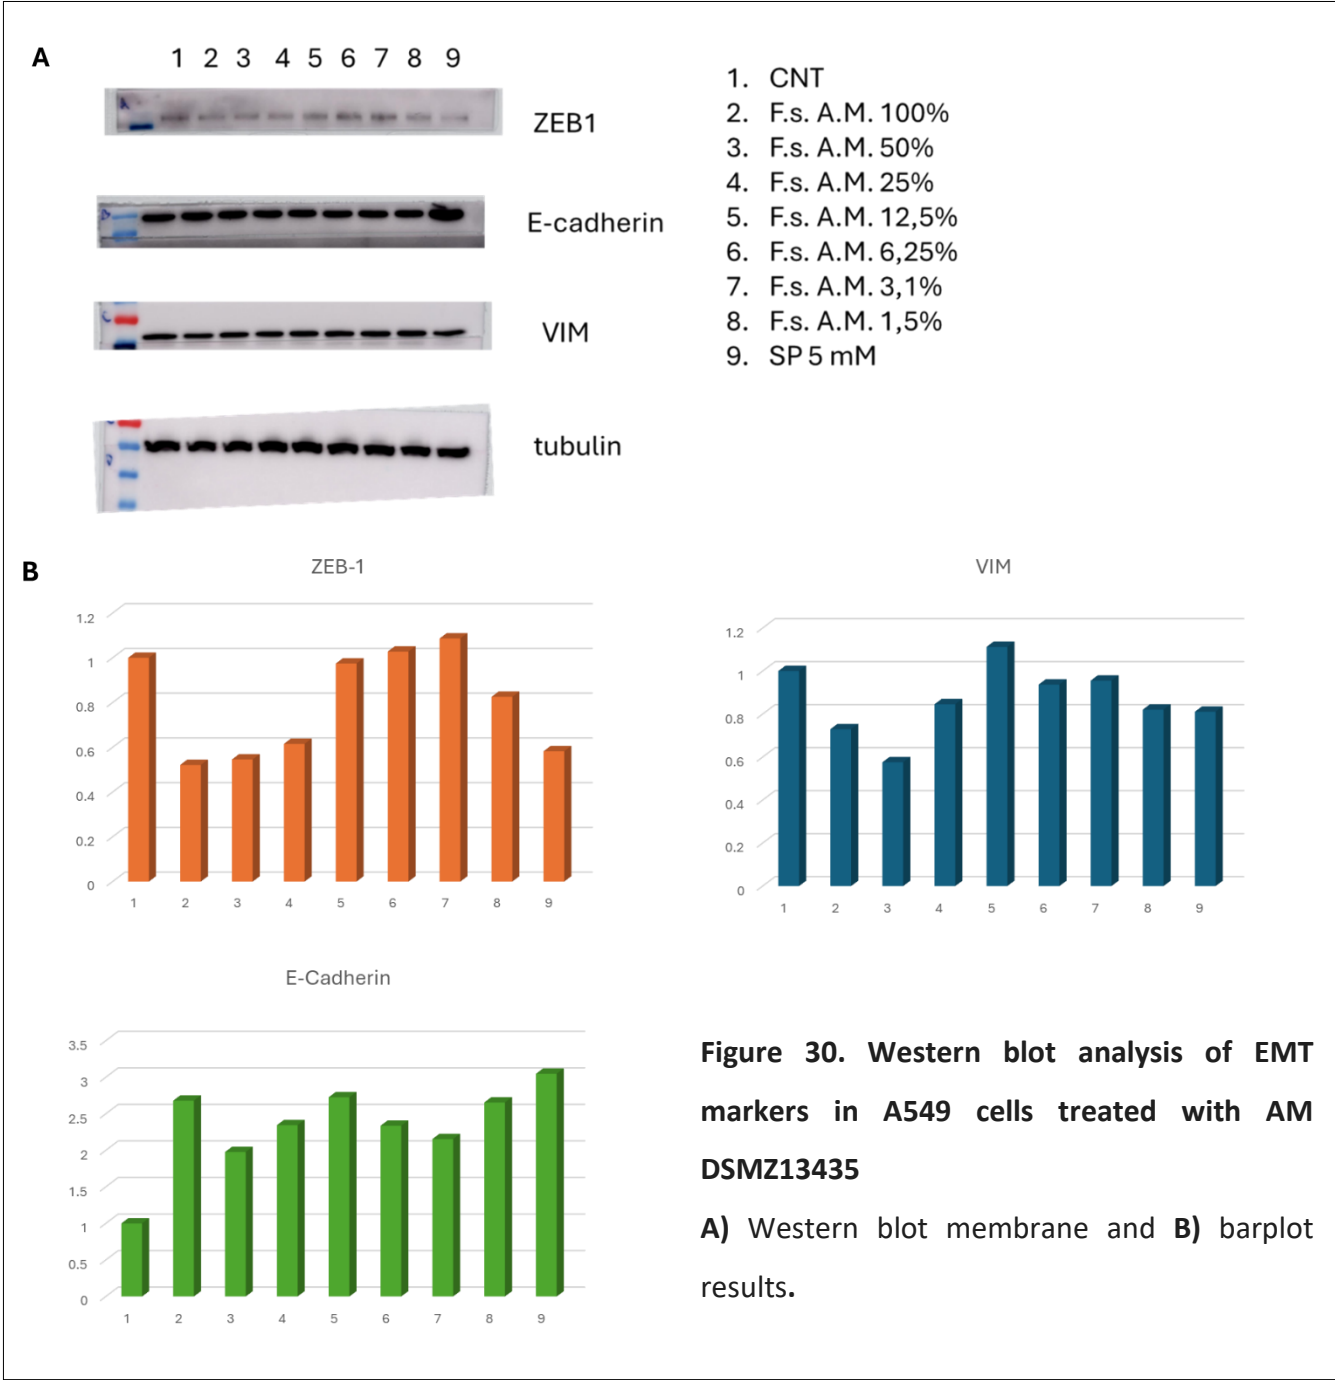 A
1 2 3 4 5 6 7 8 9
ZEB1
E-cadherin
VIM
tubulin
1. CNT
2. F.s. A.M. 100%
3. F.s. A.M. 50%
4. F.s. A.M. 25%
5. F.s. A.M. 12,5%
6. F.s. A.M. 6,25%
7. F.s. A.M. 3,1%
8. F.s. A.M. 1,5%
9. SP 5 mM
B
ZEB-1
1.2
1
0.8
0.6
0.4
0.2
0
1 2 3 4 5 6 7 8 9
VIM
1.2
1
0.8
0.6
0.4
0.2
0
1 2 3 4 5 6 7 8 9
E-Cadherin
3.5
3
2.5
2
1.5
1
0.5
0
1 2 3 4 5 6 7 8 9
Figure 30. Western blot analysis of EMT
markers in A549 cells treated with AM
DSMZ13435
A) Western blot membrane and B) barplot
results.